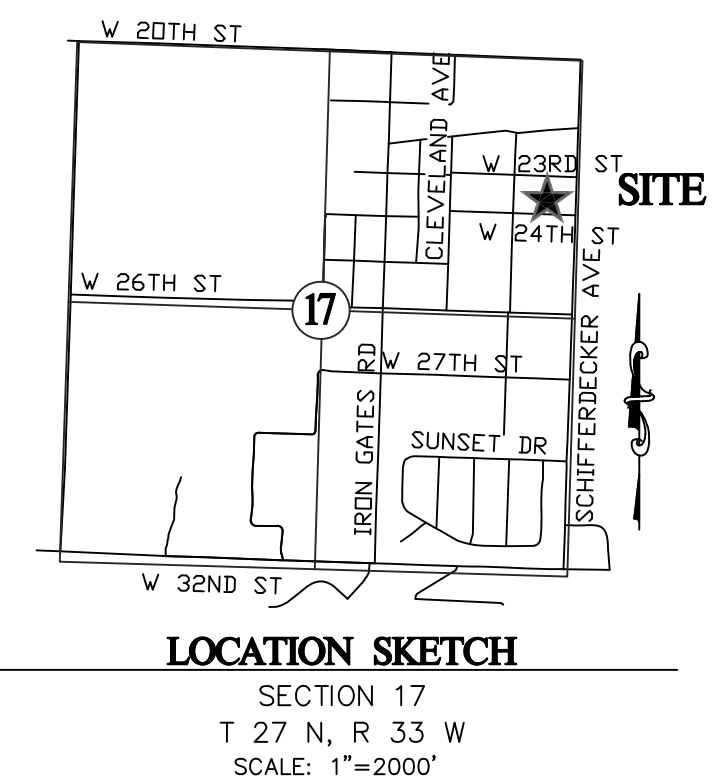 W 20TH ST
CLEVELAND AVE
W 23RD ST
SITE
W 24TH ST
W 26TH ST
17
SCHIFFERDECKER AVE
IRON GATES RD
W 27TH ST
SUNSET DR
W 32ND ST
LOCATION SKETCH
SECTION 17
T 27 N, R 33 W
SCALE: 1"=2000'